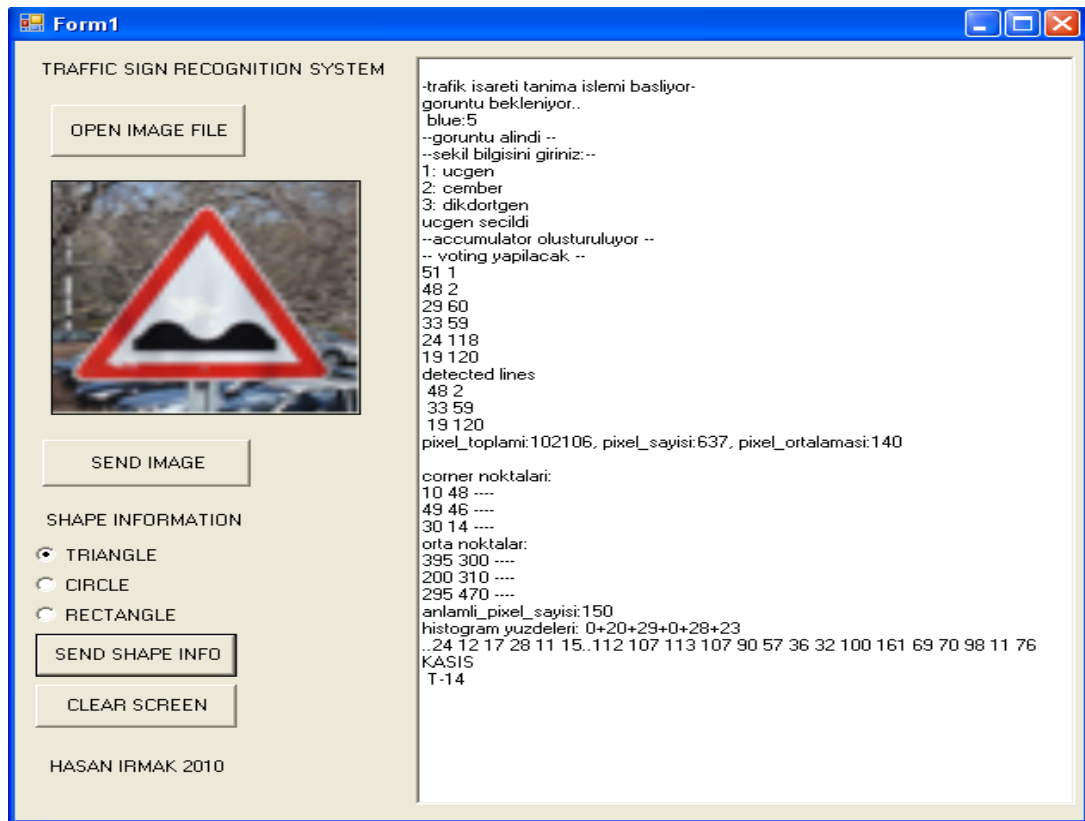 Form1
TRAFFIC SIGN RECOGNITION SYSTEM
OPEN IMAGE FILE
SEND IMAGE
SHAPE INFORMATION
TRIANGLE
CIRCLE
RECTANGLE
SEND SHAPE INFO
CLEAR SCREEN
HASAN IRMAK 2010
-trafik isareti tanima islemi basliyor-
goruntu bekleniyor..
blue:5
--goruntu alindi --
--sekil bilgisini giriniz:--
1: ucgen
2: cember
3: dikdortgen
ucgen secildi
--accumulator olusturuluyor --
-- voting yapilacak --
51 1
48 2
29 60
33 59
24 118
19 120
detected lines
48 2
33 59
19 120
pixel_toplami:102106, pixel_sayisi:637, pixel_ortalamasi:140
corner noktalari:
10 48 ----
49 46 ----
30 14 ----
orta noktalar:
395 300 ----
200 310 ----
295 470 ----
anlamli_pixel_sayisi:150
histogram yuzdeleri: 0+20+29+0+28+23
..24 12 17 28 11 15..112 107 113 107 90 57 36 32 100 161 69 70 98 11 76
KASIS
T-14